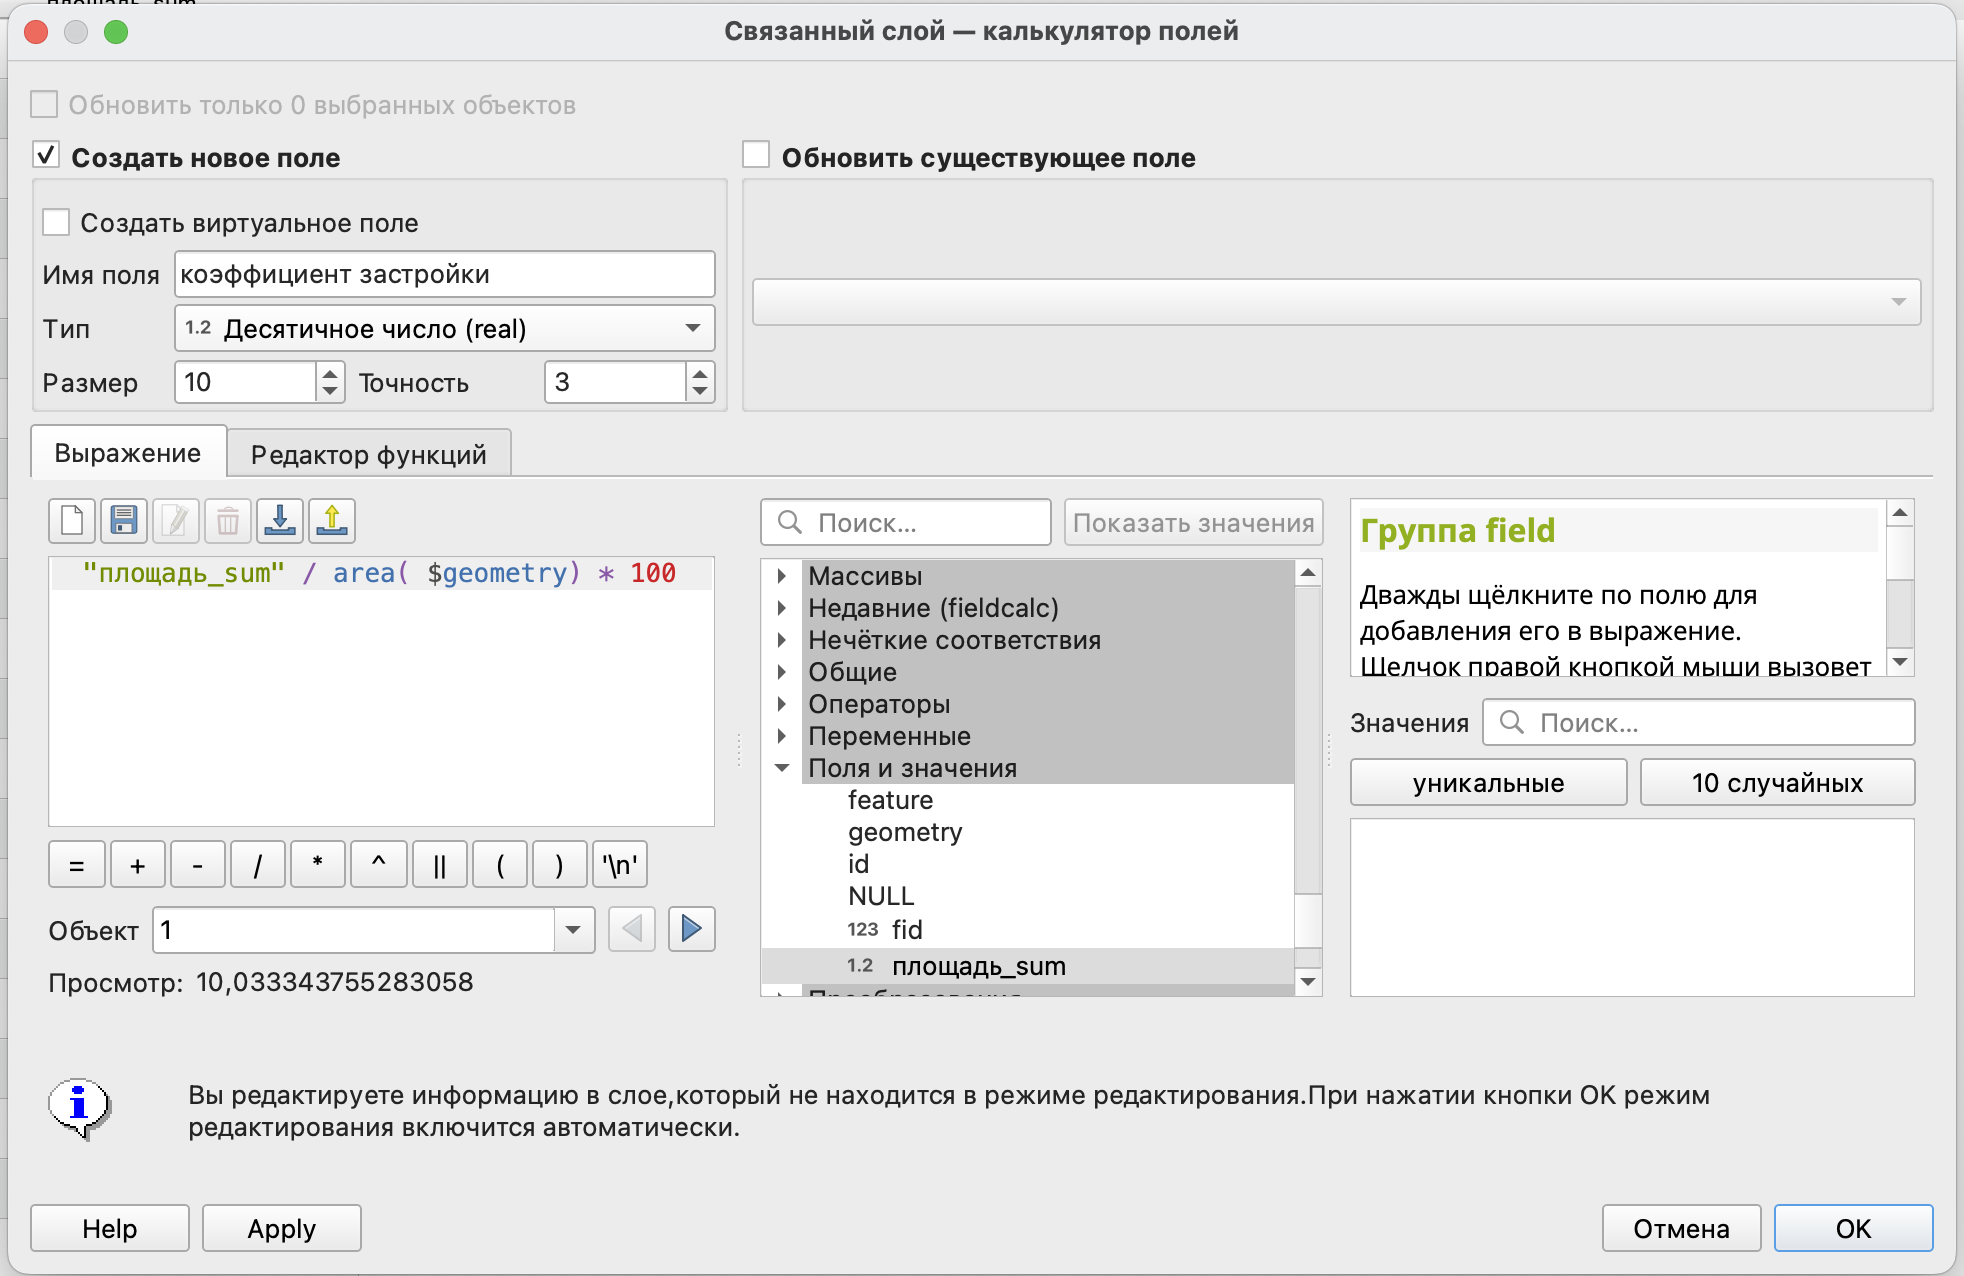 площадь_sum
Связанный слой — калькулятор полей
Обновить только 0 выбранных объектов
Создать новое поле
Обновить существующее поле
Создать виртуальное поле
Имя поля коэффициент застройки
Тип 1.2 Десятичное число (real)
Размер 10 Точность 3
Выражение Редактор функций
Поиск... Показать значения
"площадь_sum" / area( $geometry) * 100
= + - / * ^ || ( ) '\n'
Объект 1
Просмотр: 10,033343755283058
Массивы
Недавние (fieldcalc)
Нечёткие соответствия
Общие
Операторы
Переменные
Поля и значения
feature
geometry
id
NULL
123 fid
1.2 площадь_sum
Преобразования
Группа field
Дважды щёлкните по полю для
добавления его в выражение.
Щелчок правой кнопкой мыши вызовет
Значения Поиск...
уникальные 10 случайных
Вы редактируете информацию в слое,который не находится в режиме редактирования.При нажатии кнопки OK режим
редактирования включится автоматически.
Help Apply Отмена OK